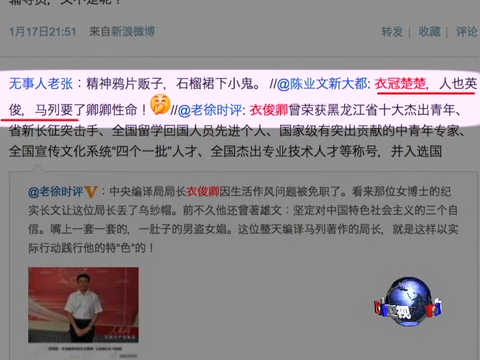 1月17日21:51 来自新浪微博
转发 | 收藏 | 评论
无事人老张：精神鸦片贩子，石榴裙下小鬼。//@陈业文新大都: 衣冠楚楚，人也英
俊，马列要了卿卿性命！//@老徐时评: 衣俊卿曾荣获黑龙江省十大杰出青年、
省新长征突击手、全国留学回国人员先进个人、国家级有突出贡献的中青年专家、
全国宣传文化系统“四个一批”人才、全国杰出专业技术人才等称号，并入选国
@老徐时评V：中央编译局局长衣俊卿因生活作风问题被免职了。看来那位女博士的纪
实长文让这位局长丢了乌纱帽。前不久他还曾著雄文：坚定对中国特色社会主义的三个自
信。嘴上一套一套的，一肚子的男盗女娼。这位整天编译马列著作的局长，就是这样以实
际行动践行他的特“色”的！